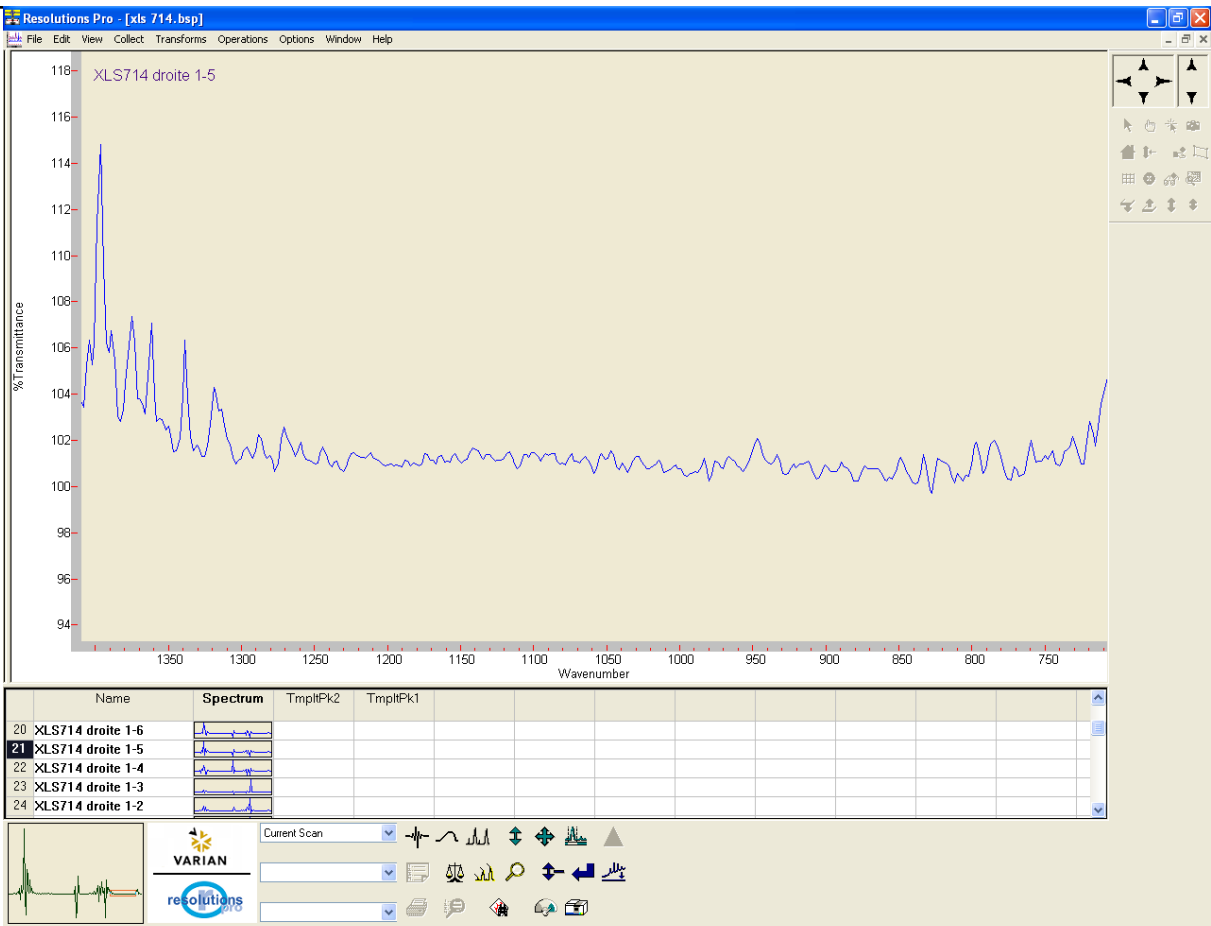 Resolutions Pro - [xls 714.bsp]
File Edit View Collect Transforms Operations Options Window Help
XLS714 droite 1-5
118
116
114
112
110
108
106
104
102
100
98
96
94
%Transmittance
1350 1300 1250 1200 1150 1100 1050 1000 950 900 850 800 750
Wavenumber
Name Spectrum TmpltPk2 TmpltPk1
20 XLS714 droite 1-6
21 XLS714 droite 1-5
22 XLS714 droite 1-4
23 XLS714 droite 1-3
24 XLS714 droite 1-2
VARIAN
resolutions
pro
Current Scan